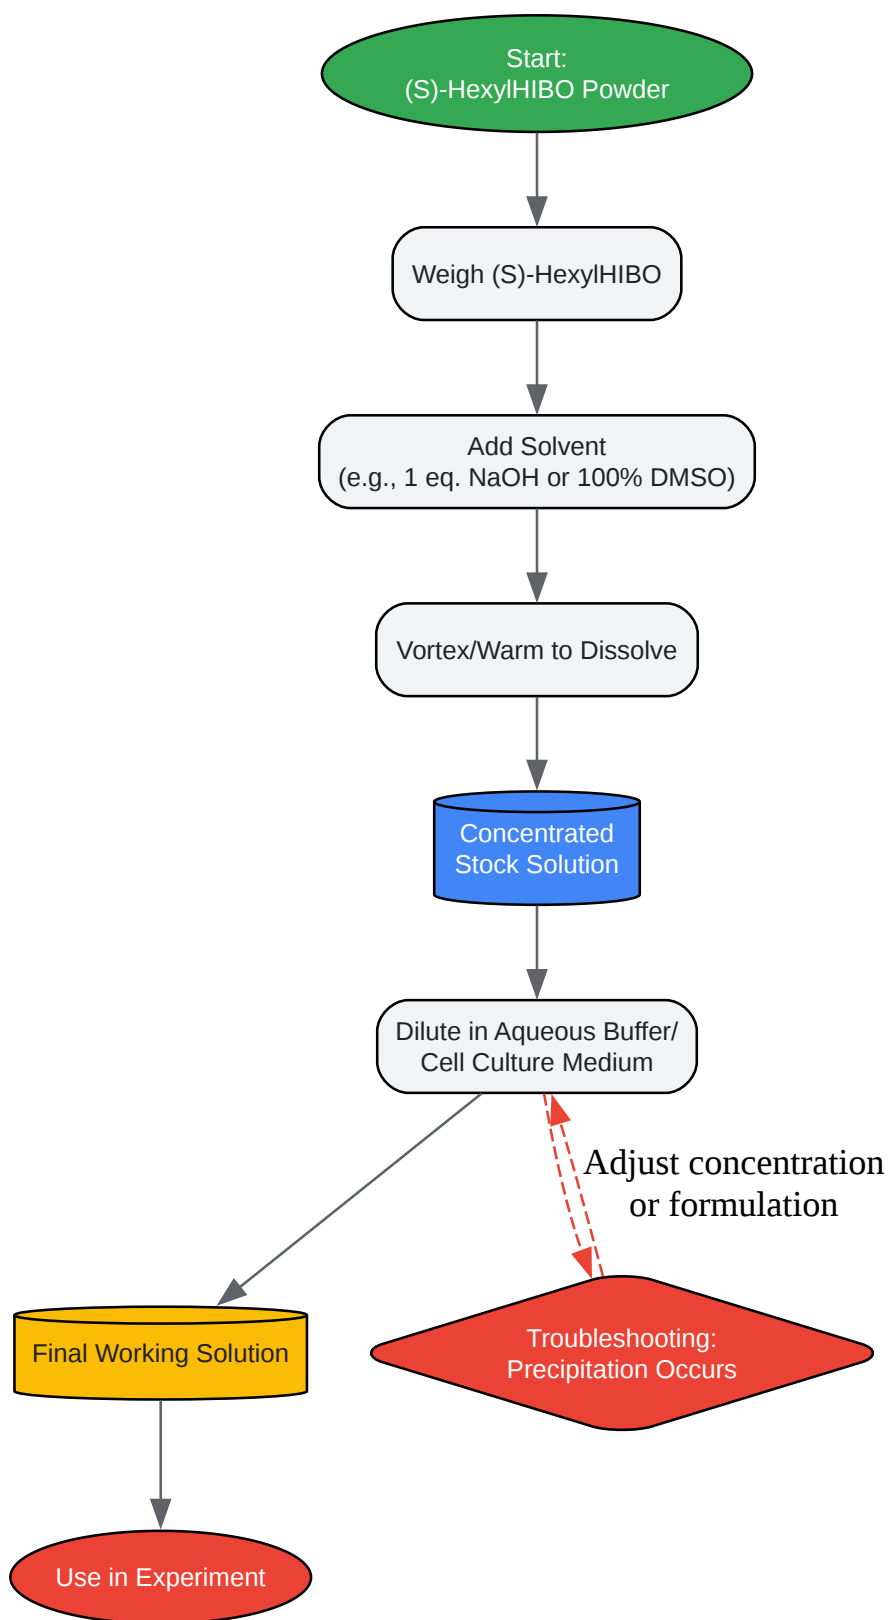 Start:
(S)-HexylHIBO Powder
Weigh (S)-HexylHIBO
Add Solvent
(e.g., 1 eq. NaOH or 100% DMSO)
Vortex/Warm to Dissolve
Concentrated
Stock Solution
Dilute in Aqueous Buffer/
Cell Culture Medium
Adjust concentration
or formulation
Final Working Solution
Troubleshooting:
Precipitation Occurs
Use in Experiment